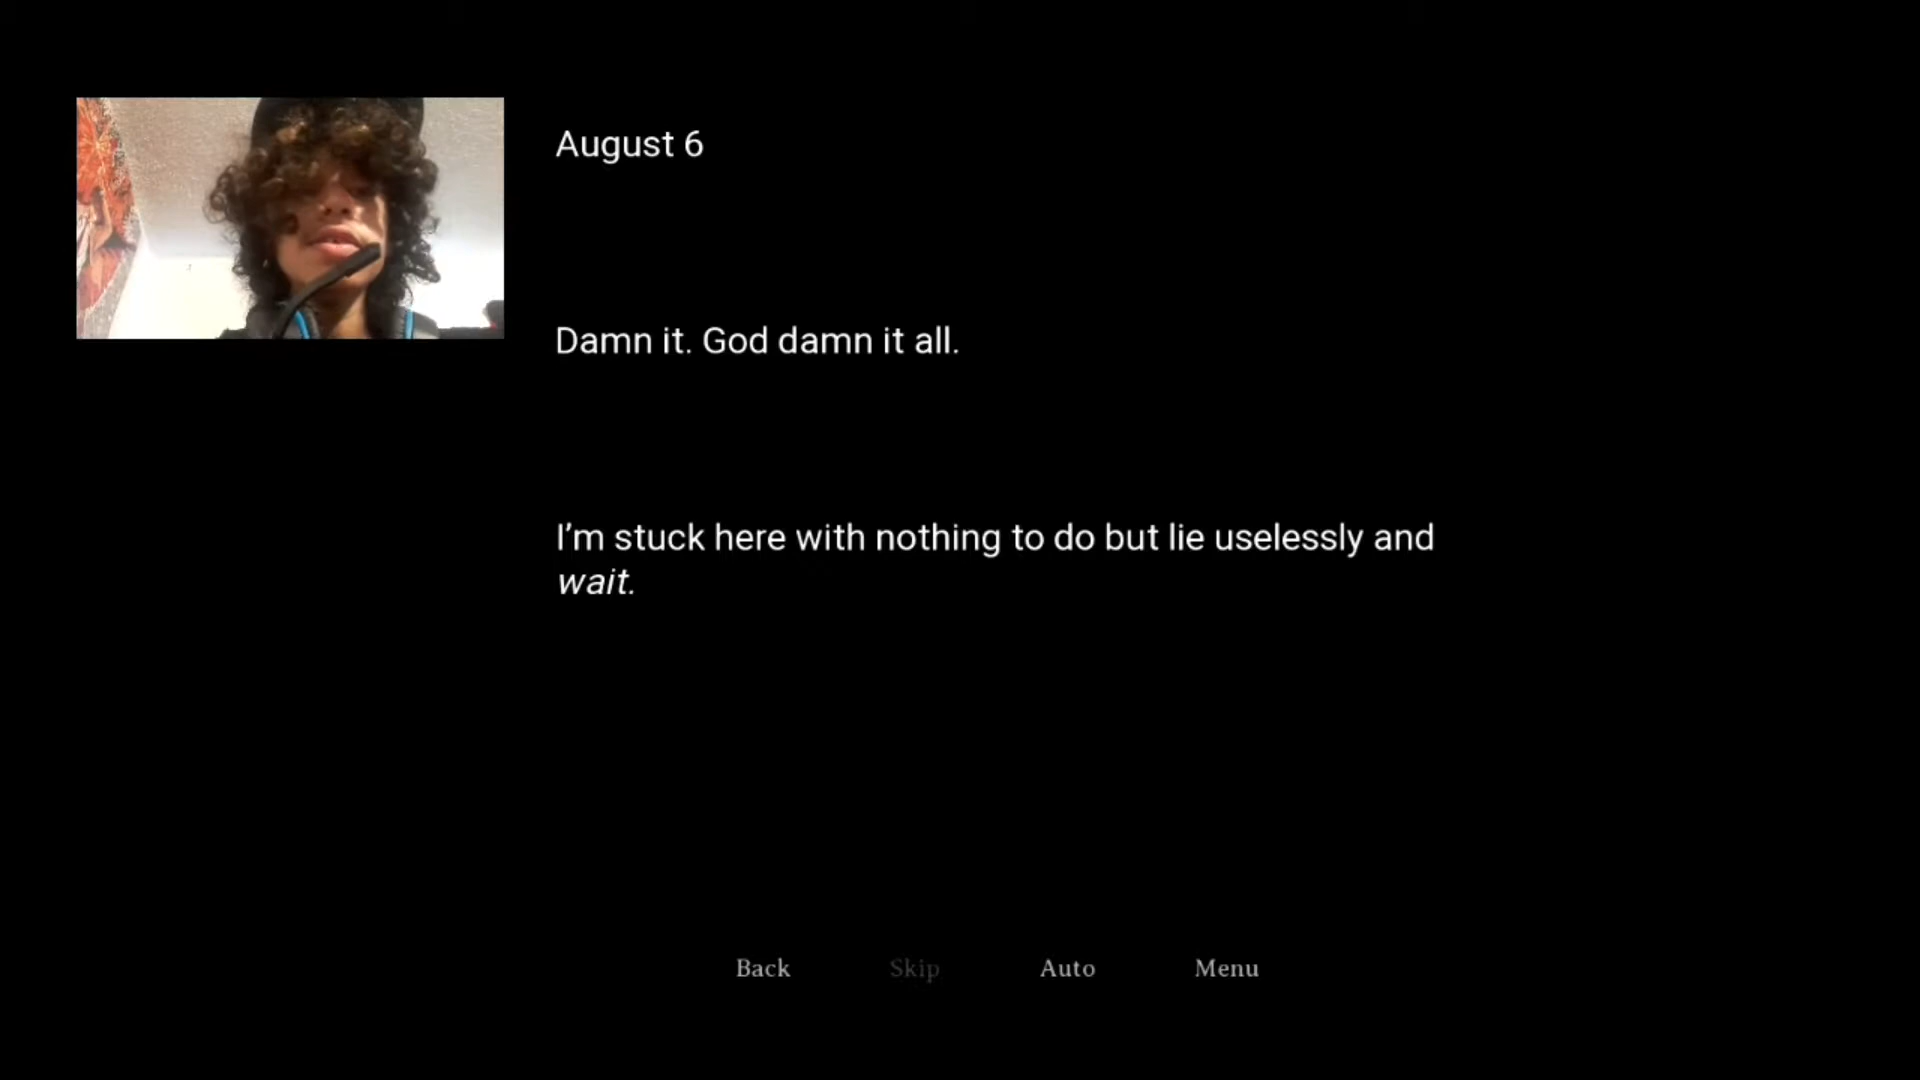 August 6
Damn it. God damn it all.
I’m stuck here with nothing to do but lie uselessly and
wait.
Back Skip Auto Menu